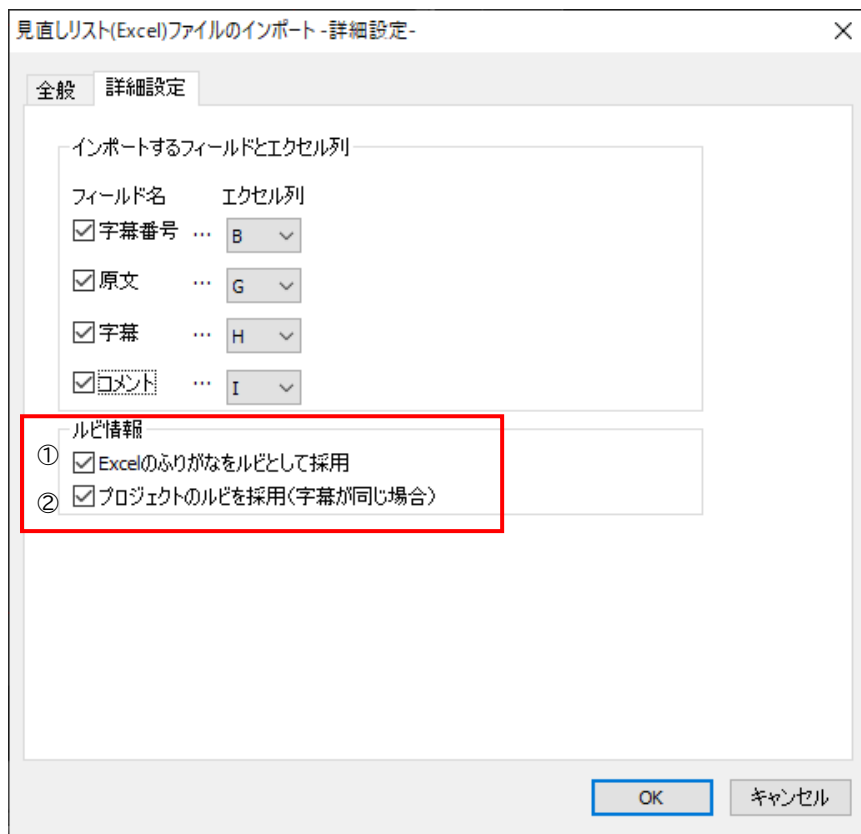 見直しリスト(Excel)ファイルのインポート -詳細設定-
全般 詳細設定
インポートするフィールドとエクセル列
フィールド名 エクセル列
字幕番号 … B
原文 … G
字幕 … H
コメント … I
ルビ情報
① Excelのふりがなをルビとして採用
② プロジェクトのルビを採用(字幕が同じ場合)
OK キャンセル